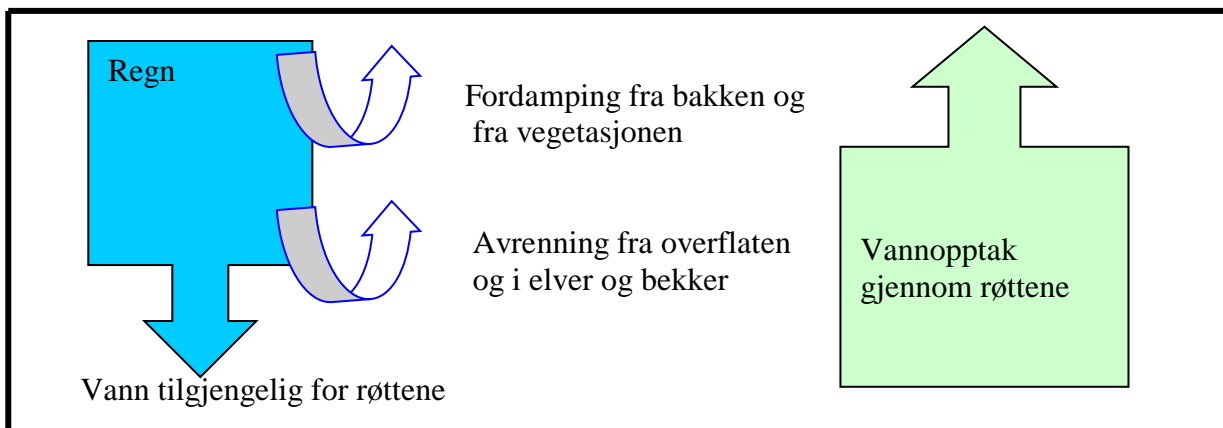 Regn
Fordamping fra bakken og
fra vegetasjonen
Avrenning fra overflaten
og i elver og bekker
Vann tilgjengelig for røttene
Vannopptak
gjennom røttene